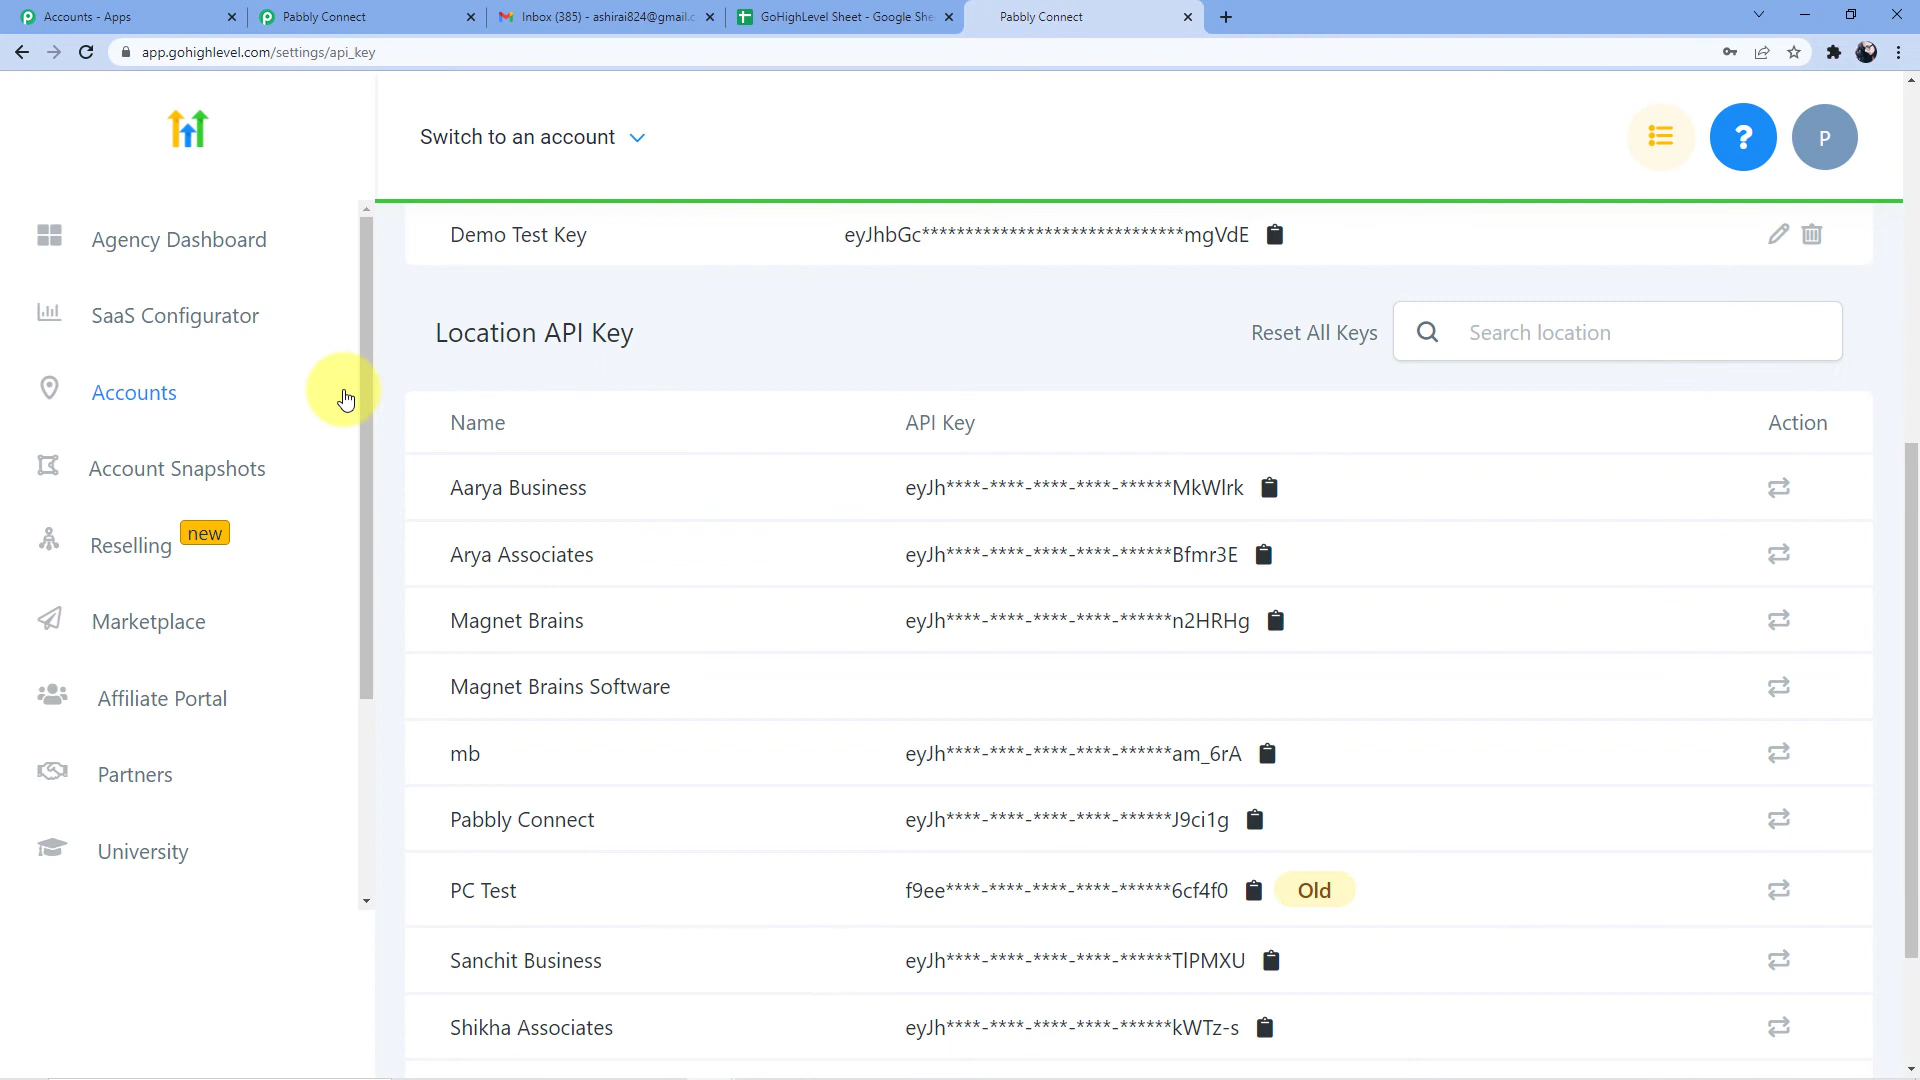 Accounts - Apps
Pabbly Connect
Inbox (385) - ashirai824@gmail.c
GoHighLevel Sheet - Google She
Pabbly Connect
app.gohighlevel.com/settings/api_key
Switch to an account
?
P
Agency Dashboard
SaaS Configurator
Accounts
Account Snapshots
Reselling new
Marketplace
Affiliate Portal
Partners
University
Demo Test Key eyJhbGc*****************************mgVdE
Location API Key
Reset All Keys
Search location
Name API Key Action
Aarya Business eyJh****-****-****-****-******MkWlrk
Arya Associates eyJh****-****-****-****-******Bfmr3E
Magnet Brains eyJh****-****-****-****-******n2HRHg
Magnet Brains Software
mb eyJh****-****-****-****-******am_6rA
Pabbly Connect eyJh****-****-****-****-******J9ci1g
PC Test f9ee****-****-****-****-******6cf4f0 Old
Sanchit Business eyJh****-****-****-****-******TlPMXU
Shikha Associates eyJh****-****-****-****-******kWTz-s